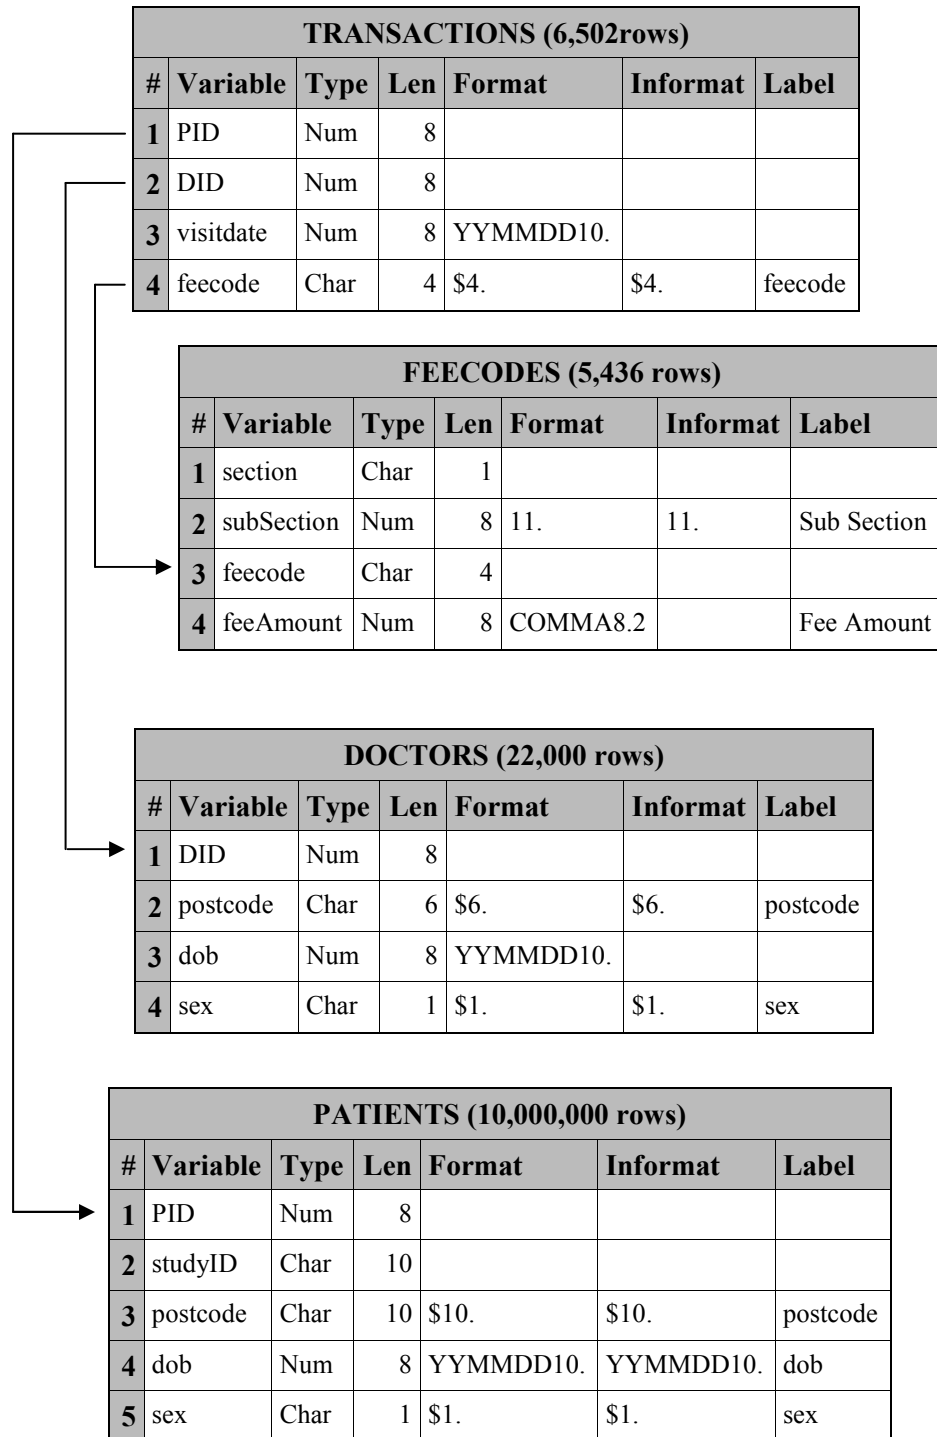 TRANSACTIONS (6,502rows)
# Variable Type Len Format Informat Label
1 PID Num 8
2 DID Num 8
3 visitdate Num 8 YYMMDD10.
4 feecode Char 4 $4. $4. feecode
FEECODES (5,436 rows)
# Variable Type Len Format Informat Label
1 section Char 1
2 subSection Num 8 11. 11. Sub Section
3 feecode Char 4
4 feeAmount Num 8 COMMA8.2 Fee Amount
DOCTORS (22,000 rows)
# Variable Type Len Format Informat Label
1 DID Num 8
2 postcode Char 6 $6. $6. postcode
3 dob Num 8 YYMMDD10.
4 sex Char 1 $1. $1. sex
PATIENTS (10,000,000 rows)
# Variable Type Len Format Informat Label
1 PID Num 8
2 studyID Char 10
3 postcode Char 10 $10. $10. postcode
4 dob Num 8 YYMMDD10. YYMMDD10. dob
5 sex Char 1 $1. $1. sex